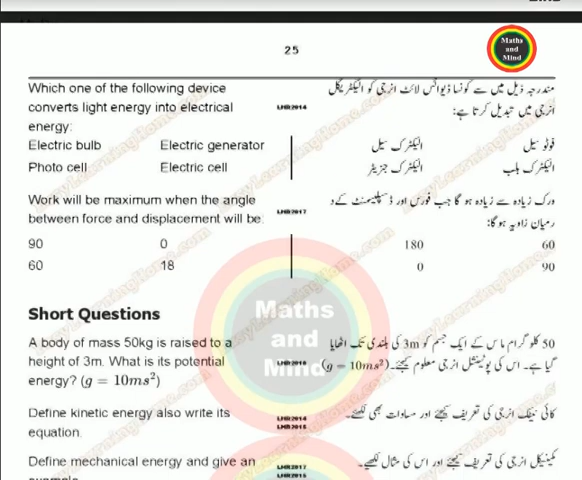 25
Maths
and
Mind
Which one of the following device
converts light energy into electrical
energy:
LHR2014
مندرجہ ذیل میں سے کونسا ڈیوائس لائٹ انرجی کو الیکٹریکل
انرجی میں تبدیل کرتا ہے:
Electric bulb Electric generator
Photo cell Electric cell
فوٹو سیل الیکٹرک سیل
الیکٹرک بلب الیکٹرک جزیٹر
Work will be maximum when the angle
between force and displacement will be:
LHR2017
ورک زیادہ سے زیادہ ہو گا جب فورس اور ڈسپلیسمنٹ کے د
رمیان زاویہ ہو گا:
90 0
60 18
180 60
0 90
Short Questions
Maths
and
Mind
A body of mass 50kg is raised to a
height of 3m. What is its potential
energy? (g = 10ms²)
50 کلو گرام ماس کے ایک جسم کو 3m کی بلندی تک اٹھایا
گیا ہے۔ اس کی پوٹینشل انرجی معلوم کیجئے۔ (g = 10ms²)
Define kinetic energy also write its
equation.
LHR2014
LHR2016
کائی نیٹک انرجی کی تعریف کیجئے اور مساوات بھی لکھئے۔
Define mechanical energy and give an
LHR2017
LHR2015
مکینیکل انرجی کی تعریف کیجئے اور اس کی مثال لکھیے۔